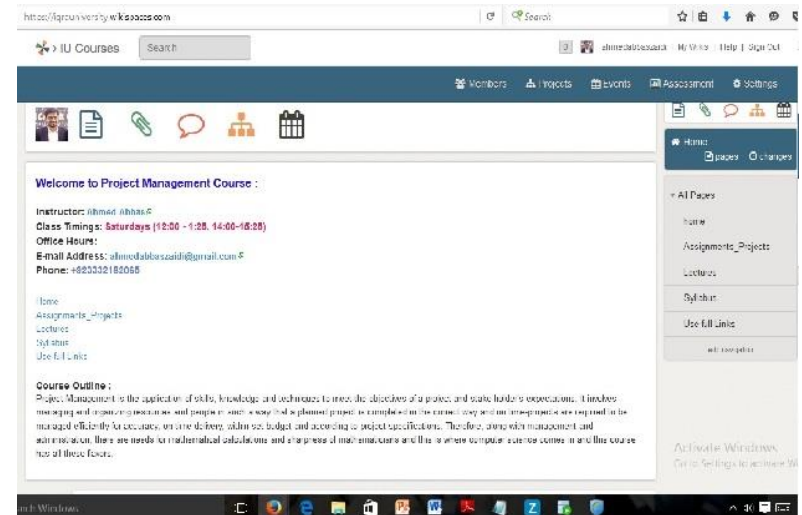 https://iqrauniversity.wikispaces.com
Search
IU Courses
Search
0
ahmedabbaszaidi | My Wikis | Help | Sign Out
Members
Projects
Events
Assessment
Settings
Welcome to Project Management Course :
Instructor: Ahmed Abbas
Class Timings: Saturdays (12:00 - 1:25, 14:00-15:25)
Office Hours:
E-mail Address: ahmedabbaszaidi@gmail.com
Phone:
Home
Assignments_Projects
Lectures
Syllabus
Use full Links
Course Outline :
Project Management is the application of skills, knowledge and techniques to meet the objectives of a project and stake holder's expectations. It involves
managing and organizing resources and people in such a way that a planned project is completed in the correct way and on time-projects are required to be
managed efficiently for accuracy, on time delivery, within set budget and according to project specifications. Therefore, along with management and
administration, there are needs for mathematical calculations and sharpness of mathematicians and this is where computer science comes in and this course
has all these flavors.
Home
pages changes
All Pages
home
Assignments_Projects
Lectures
Syllabus
Use full Links
edit navigation
Activate Windows
Go to Settings to activate Wi
rch Windows